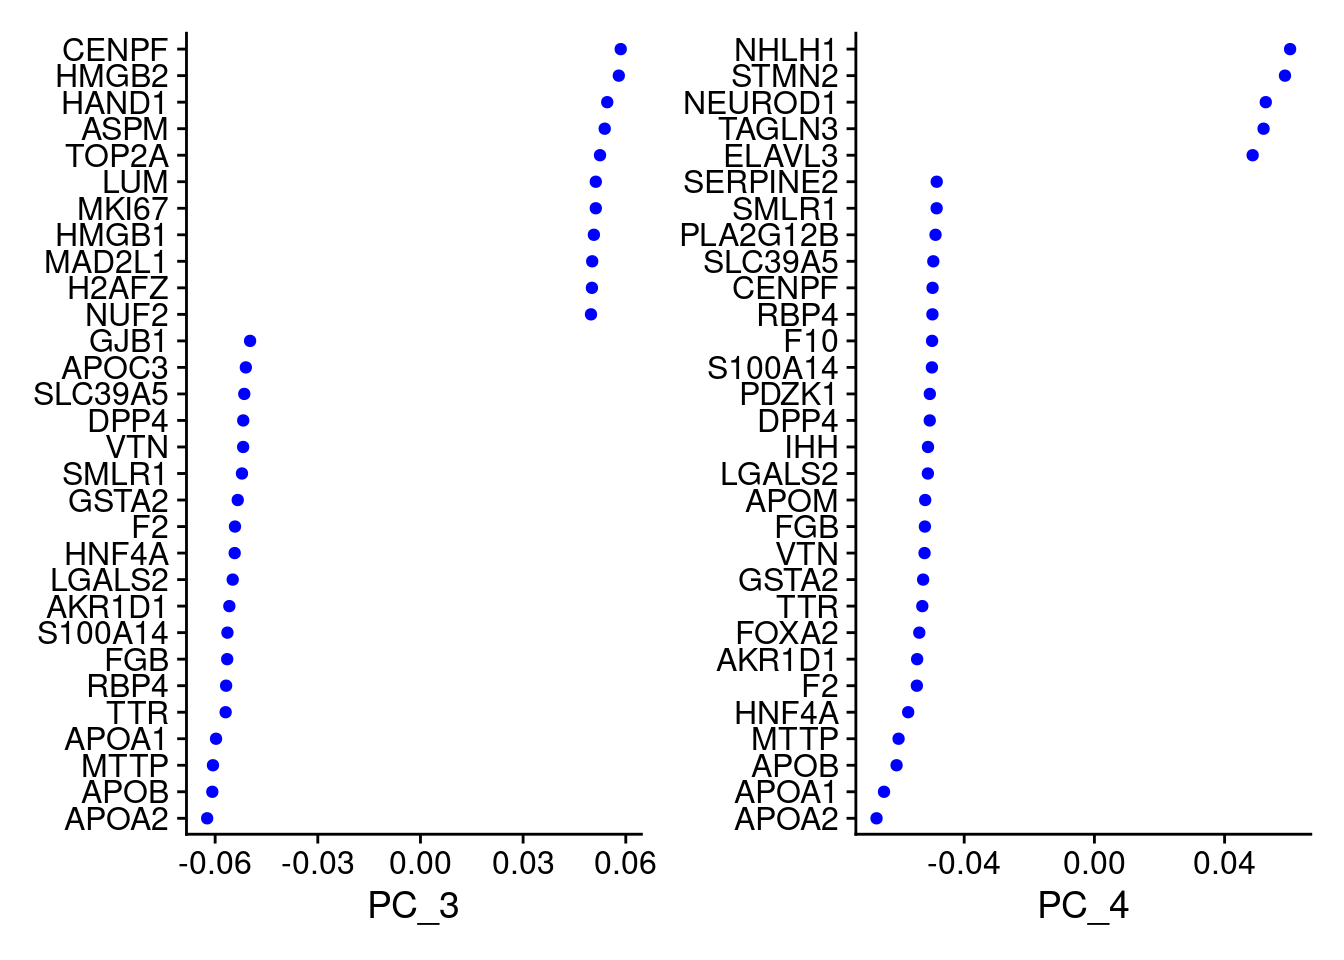 CENPF
HMGB2
HAND1
ASPM
TOP2A
LUM
MKI67
HMGB1
MAD2L1
H2AFZ
NUF2
GJB1
APOC3
SLC39A5
DPP4
VTN
SMLR1
GSTA2
F2
HNF4A
LGALS2
AKR1D1
S100A14
FGB
RBP4
TTR
APOA1
MTTP
APOB
APOA2
-0.06 -0.03 0.00 0.03 0.06
PC_3
NHLH1
STMN2
NEUROD1
TAGLN3
ELAVL3
SERPINE2
SMLR1
PLA2G12B
SLC39A5
CENPF
RBP4
F10
S100A14
PDZK1
DPP4
IHH
LGALS2
APOM
FGB
VTN
GSTA2
TTR
FOXA2
AKR1D1
F2
HNF4A
MTTP
APOB
APOA1
APOA2
-0.04 0.00 0.04
PC_4